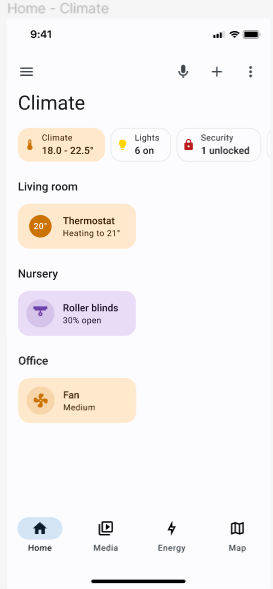 Home - Climate
9:41
Climate
Climate
18.0 - 22.5°
Lights
6 on
Security
1 unlocked
Living room
20°
Thermostat
Heating to 21°
Nursery
Roller blinds
30% open
Office
Fan
Medium
Home
Media
Energy
Map